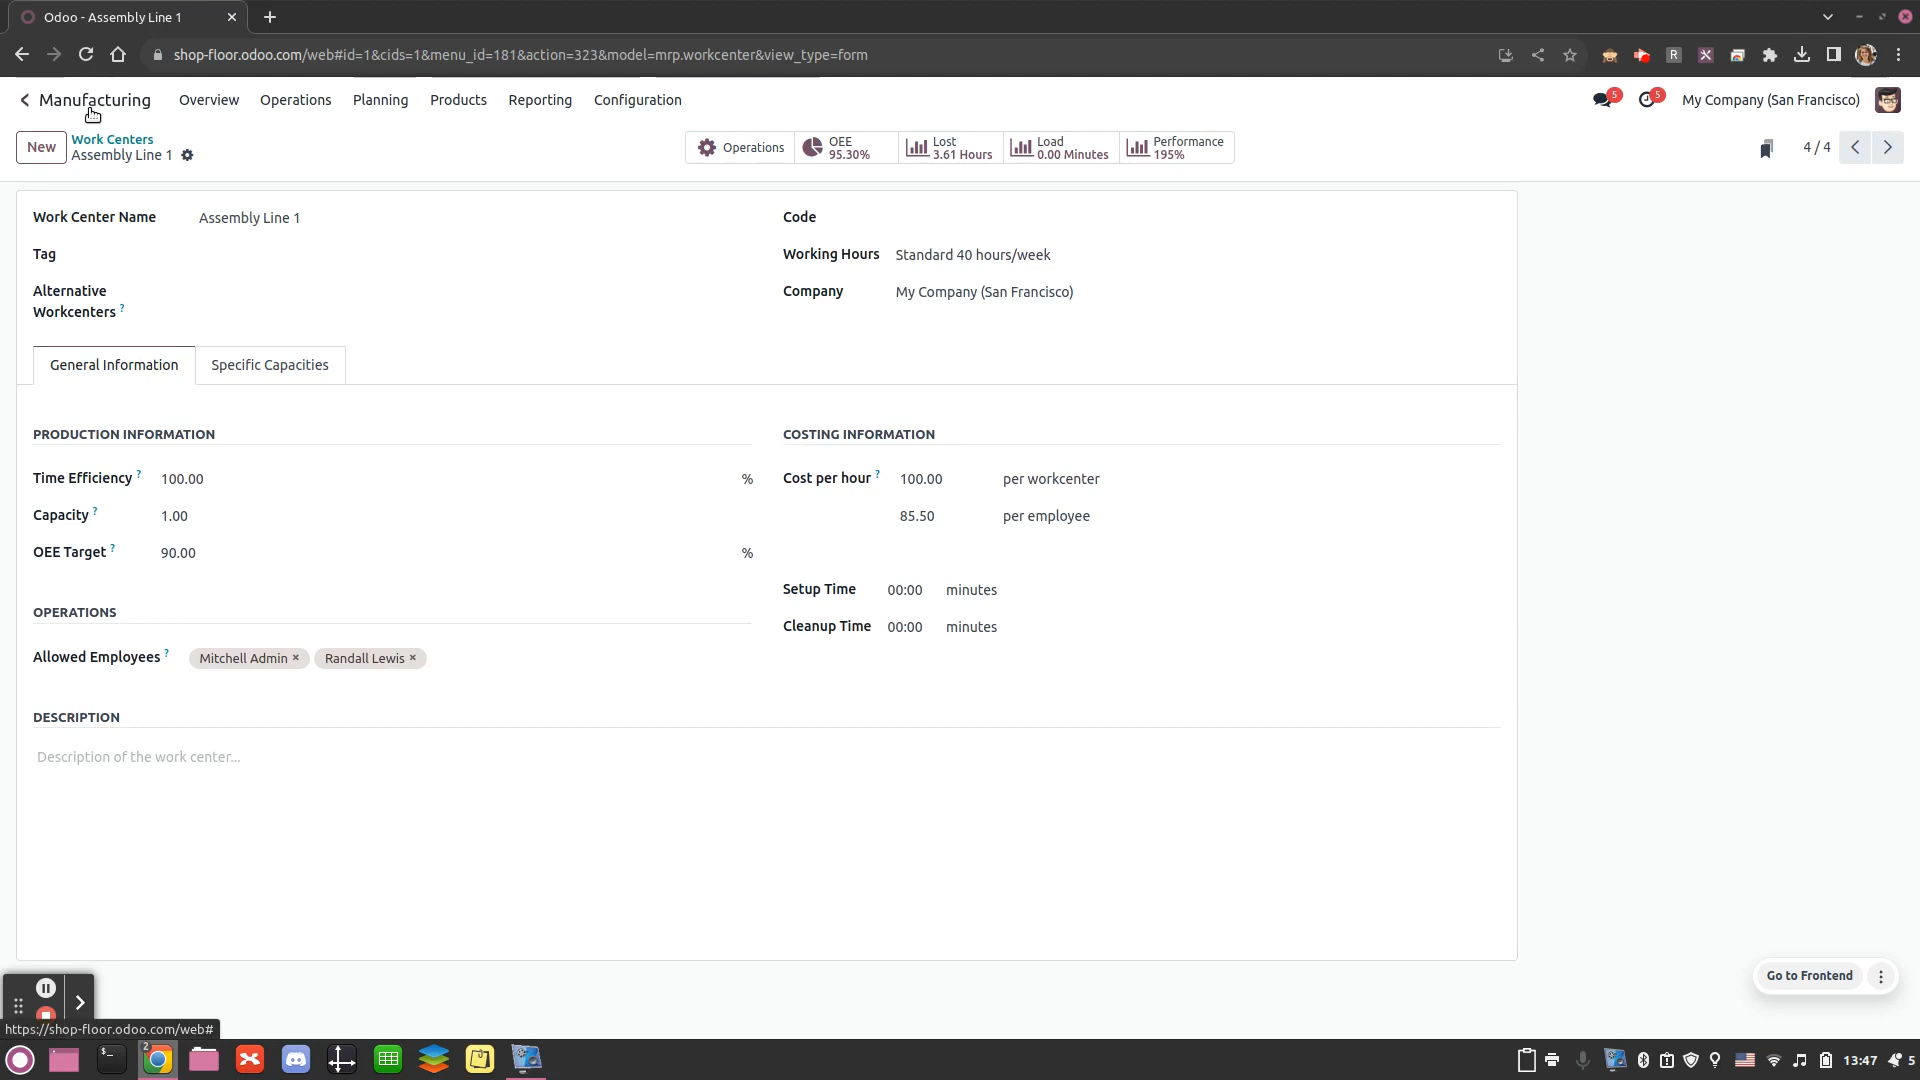 Odoo - Assembly Line 1
shop-floor.odoo.com/web#id=1&cids=1&menu_id=181&action=323&model=mrp.workcenter&view_type=form
R
Manufacturing Overview Operations Planning Products Reporting Configuration
5 5 My Company (San Francisco)
New
Work Centers
Assembly Line 1
Operations
OEE
95.30%
Lost
3.61 Hours
Load
0.00 Minutes
Performance
195%
4 / 4
Work Center Name Assembly Line 1
Tag
Alternative
Workcenters ?
Code
Working Hours Standard 40 hours/week
Company My Company (San Francisco)
General Information Specific Capacities
PRODUCTION INFORMATION
Time Efficiency ? 100.00 %
Capacity ? 1.00
OEE Target ? 90.00 %
COSTING INFORMATION
Cost per hour ? 100.00 per workcenter
85.50 per employee
Setup Time 00:00 minutes
Cleanup Time 00:00 minutes
OPERATIONS
Allowed Employees ? Mitchell Admin × Randall Lewis ×
DESCRIPTION
Description of the work center...
Go to Frontend
https://shop-floor.odoo.com/web#
2
13:47 5